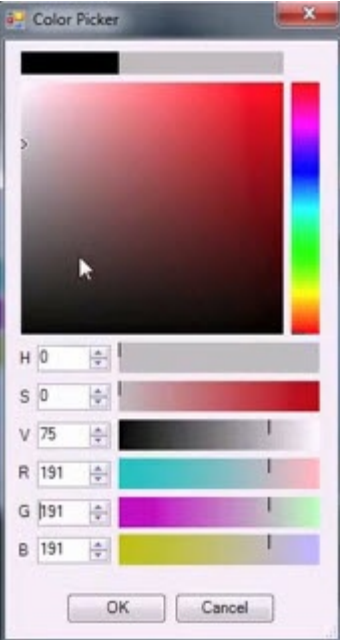 Color Picker
H 0
S 0
V 75
R 191
G 191
B 191
OK Cancel